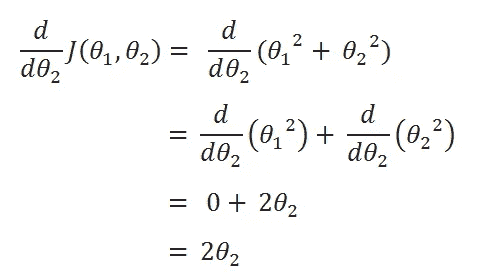 d/dθ₂ J(θ₁, θ₂) = d/dθ₂ (θ₁² + θ₂²)
= d/dθ₂ (θ₁²) + d/dθ₂ (θ₂²)
= 0 + 2θ₂
= 2θ₂